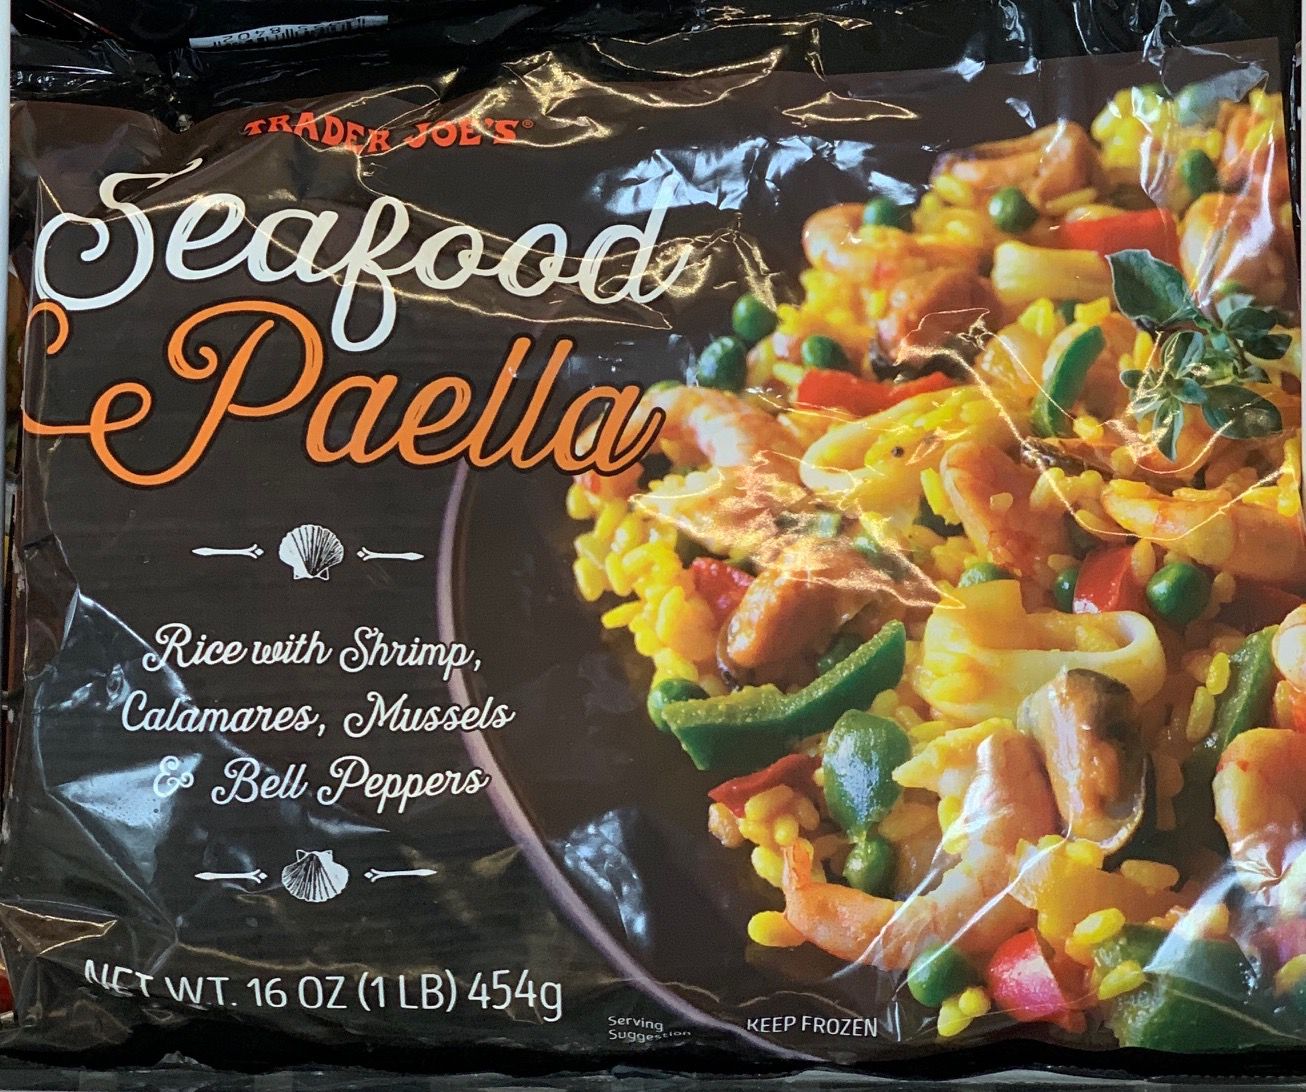 TRADER JOE'S®
Seafood
Paella
Rice with Shrimp,
Calamares, Mussels
& Bell Peppers
NET WT. 16 OZ (1 LB) 454g
Serving
Suggestion
KEEP FROZEN